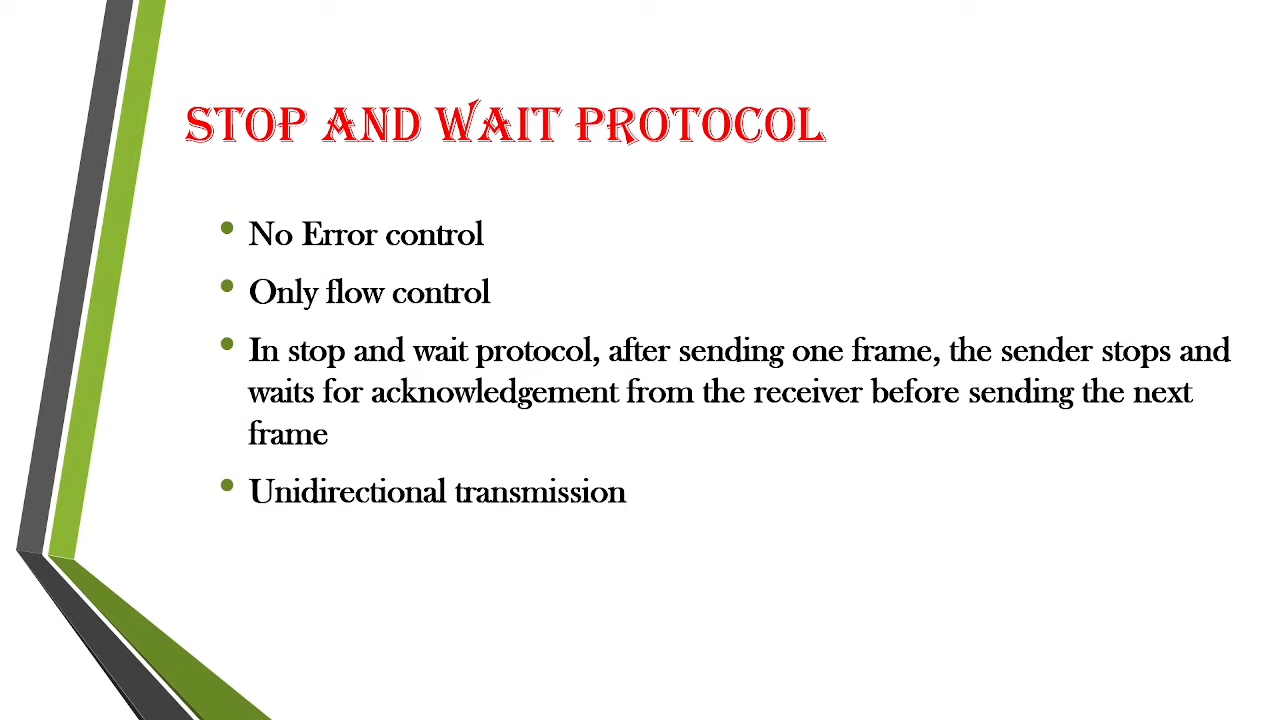 STOP AND WAIT PROTOCOL
• No Error control
• Only flow control
• In stop and wait protocol, after sending one frame, the sender stops and
waits for acknowledgement from the receiver before sending the next
frame
• Unidirectional transmission